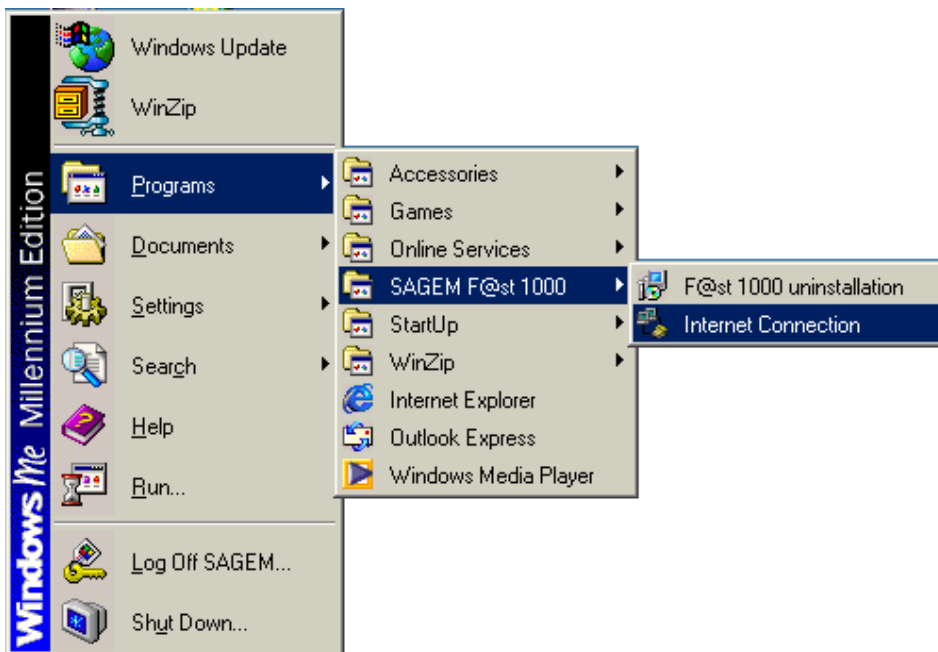 Windows Update
WinZip
Programs
Documents
Settings
Search
Help
Run...
Log Off SAGEM...
Shut Down...
Windows Me Millennium Edition
Accessories
Games
Online Services
SAGEM F@st 1000
StartUp
WinZip
Internet Explorer
Outlook Express
Windows Media Player
F@st 1000 uninstallation
Internet Connection